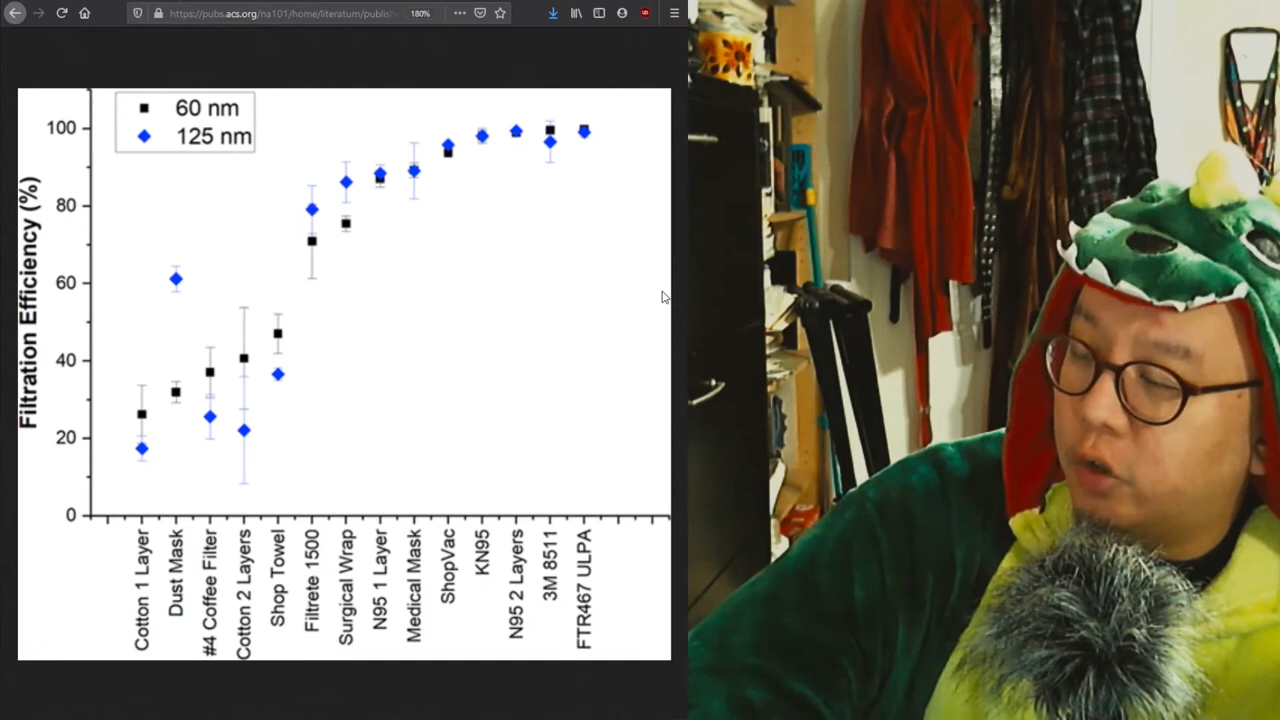 https://pubs.acs.org/na101/home/literatum/publish
180%
60 nm
125 nm
Filtration Efficiency (%)
100
80
60
40
20
0
Cotton 1 Layer
Dust Mask
#4 Coffee Filter
Cotton 2 Layers
Shop Towel
Filtrete 1500
Surgical Wrap
N95 1 Layer
Medical Mask
ShopVac
KN95
N95 2 Layers
3M 8511
FTR467 ULPA